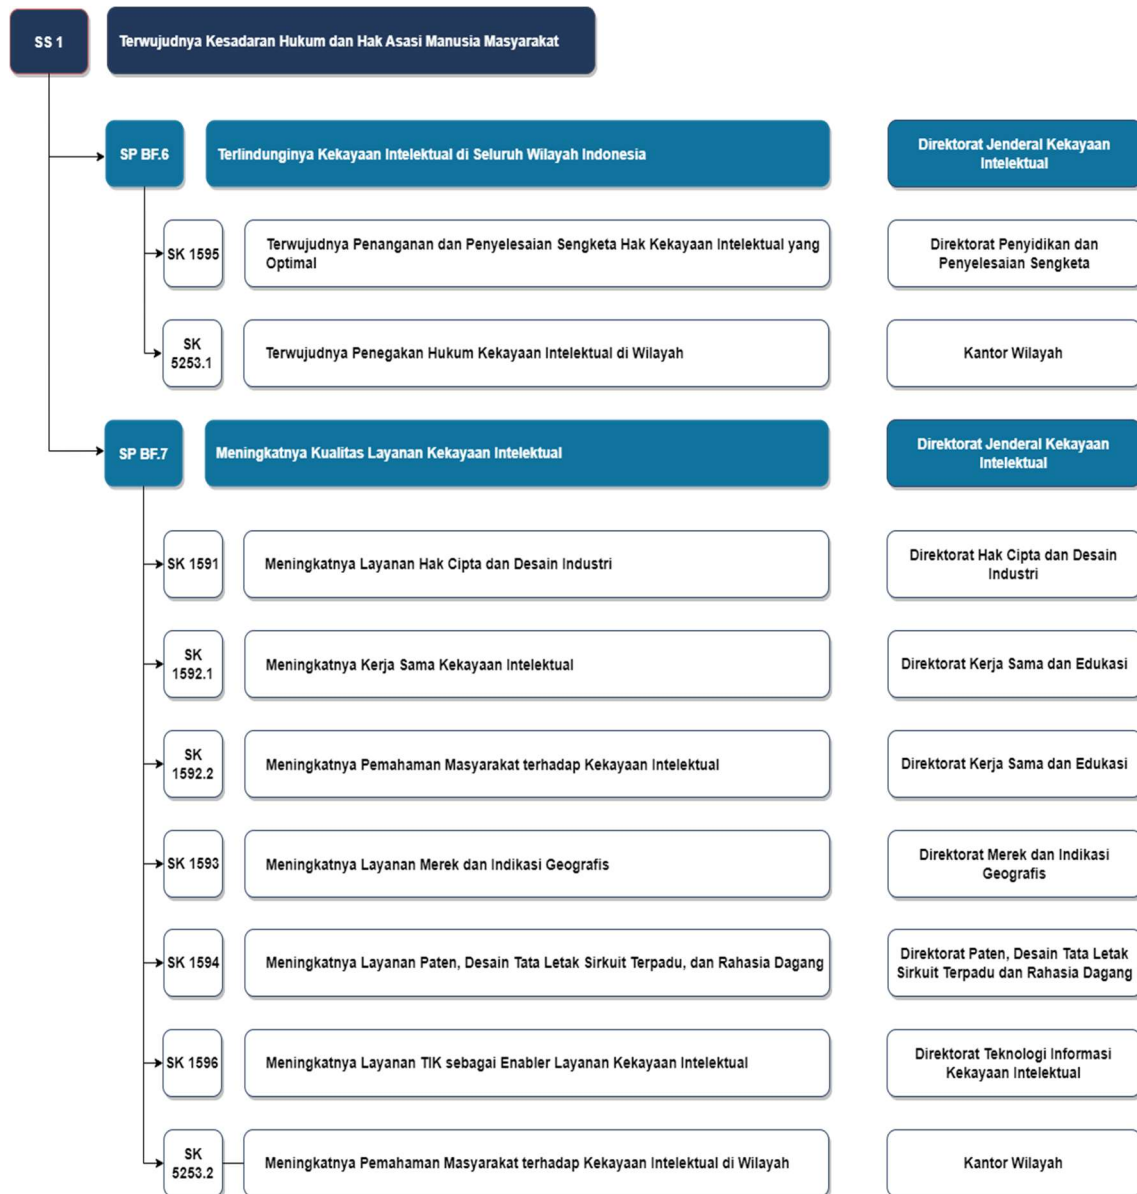 SS 1
Terwujudnya Kesadaran Hukum dan Hak Asasi Manusia Masyarakat
SP BF.6
Terlindunginya Kekayaan Intelektual di Seluruh Wilayah Indonesia
Direktorat Jenderal Kekayaan
Intelektual
SK 1595
Terwujudnya Penanganan dan Penyelesaian Sengketa Hak Kekayaan Intelektual yang
Optimal
Direktorat Penyidikan dan
Penyelesaian Sengketa
SK
5253.1
Terwujudnya Penegakan Hukum Kekayaan Intelektual di Wilayah
Kantor Wilayah
SP BF.7
Meningkatnya Kualitas Layanan Kekayaan Intelektual
Direktorat Jenderal Kekayaan
Intelektual
SK 1591
Meningkatnya Layanan Hak Cipta dan Desain Industri
Direktorat Hak Cipta dan Desain
Industri
SK
1592.1
Meningkatnya Kerja Sama Kekayaan Intelektual
Direktorat Kerja Sama dan Edukasi
SK
1592.2
Meningkatnya Pemahaman Masyarakat terhadap Kekayaan Intelektual
Direktorat Kerja Sama dan Edukasi
SK 1593
Meningkatnya Layanan Merek dan Indikasi Geografis
Direktorat Merek dan Indikasi
Geografis
SK 1594
Meningkatnya Layanan Paten, Desain Tata Letak Sirkuit Terpadu, dan Rahasia Dagang
Direktorat Paten, Desain Tata Letak
Sirkuit Terpadu dan Rahasia Dagang
SK 1596
Meningkatnya Layanan TIK sebagai Enabler Layanan Kekayaan Intelektual
Direktorat Teknologi Informasi
Kekayaan Intelektual
SK
5253.2
Meningkatnya Pemahaman Masyarakat terhadap Kekayaan Intelektual di Wilayah
Kantor Wilayah